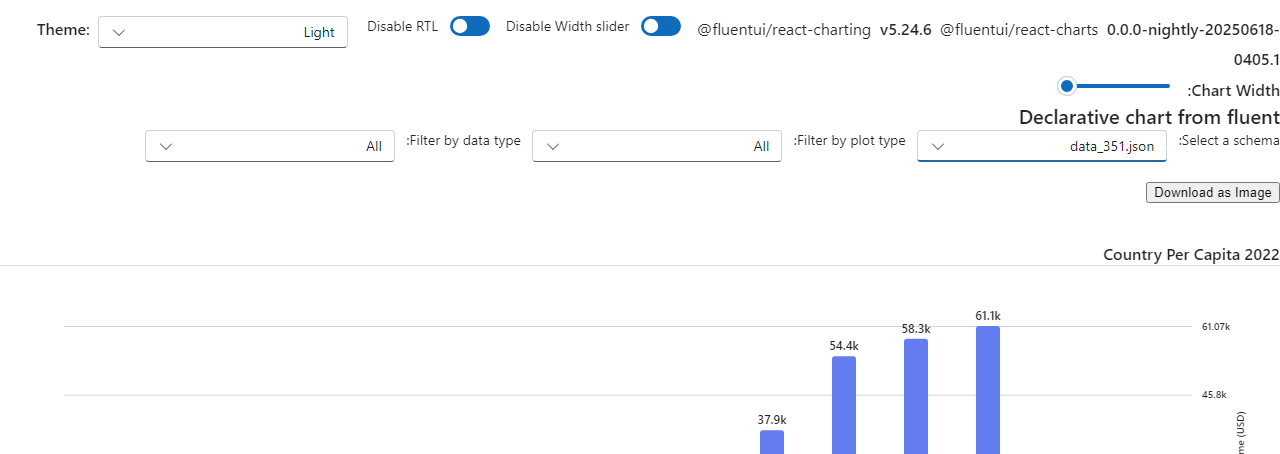 Theme: Light Disable RTL Disable Width slider @fluentui/react-charting v5.24.6 @fluentui/react-charts 0.0.0-nightly-20250618-
0405.1
:Chart Width
Declarative chart from fluent
:Select a schema data_351.json :Filter by plot type All :Filter by data type All
Download as Image
Country Per Capita 2022
61.1k
61.07k
58.3k
54.4k
45.8k
37.9k
(USD)